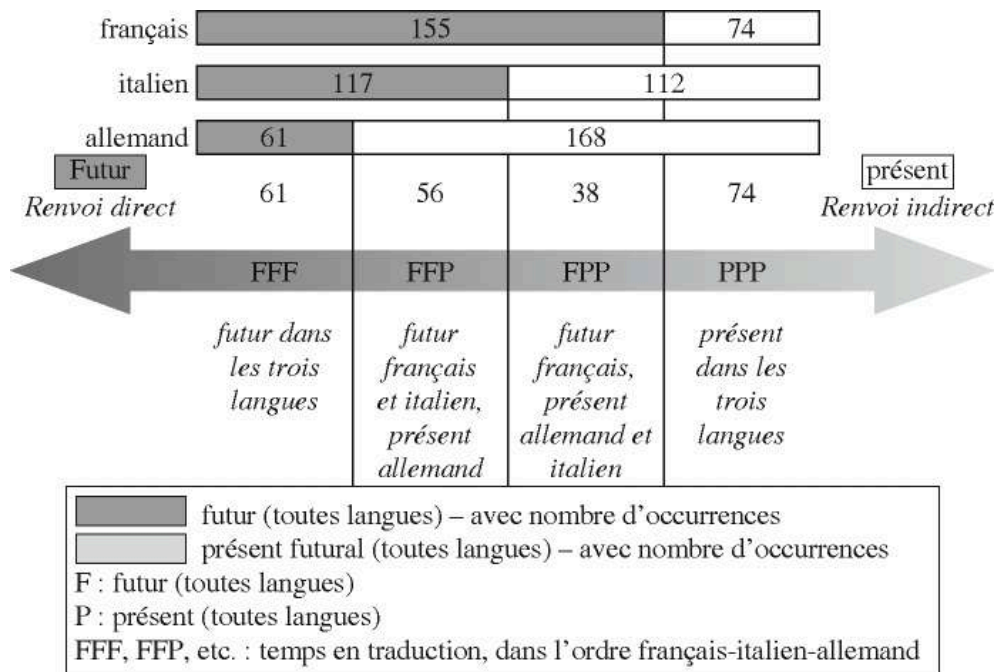 français 155 74
italien 117 112
allemand 61 168
Futur 61 56 38 74 présent
Renvoi direct Renvoi indirect
FFF FFP FPP PPP
futur dans futur futur présent
les trois français français, dans les
langues et italien, présent trois
présent allemand et langues
allemand italien
futur (toutes langues) – avec nombre d'occurrences
présent futural (toutes langues) – avec nombre d'occurrences
F : futur (toutes langues)
P : présent (toutes langues)
FFF, FFP, etc. : temps en traduction, dans l'ordre français-italien-allemand